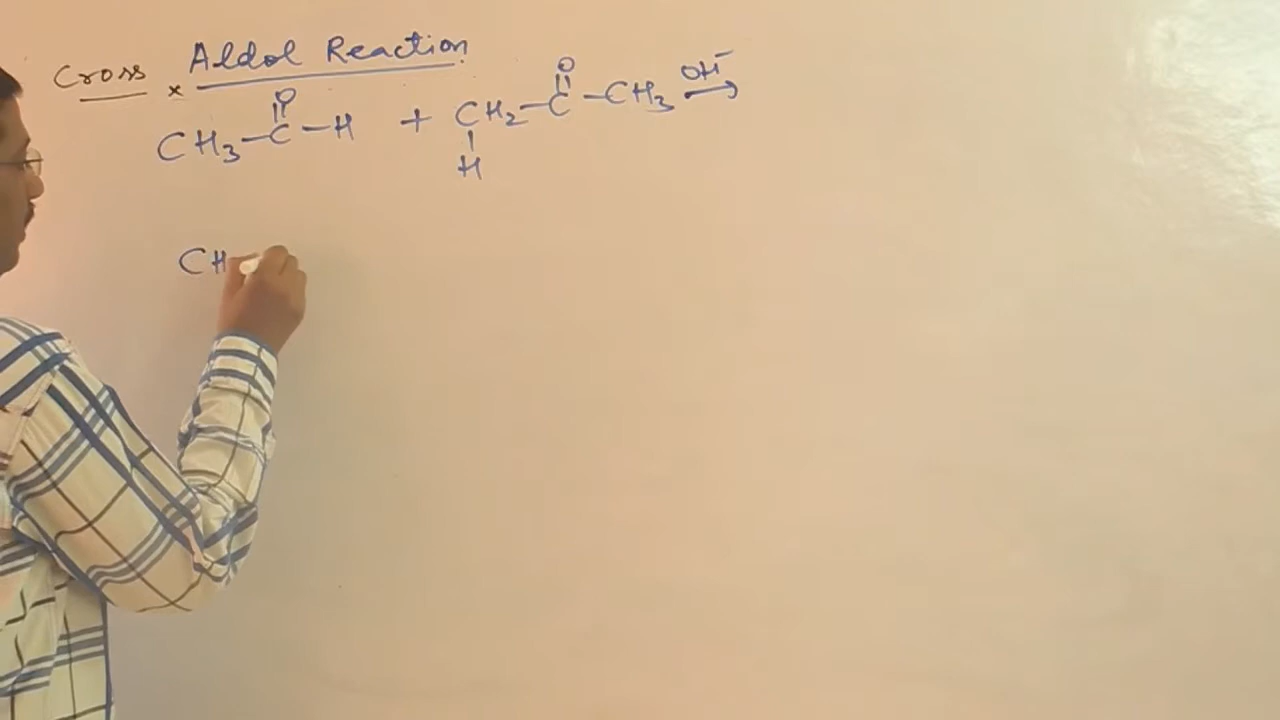 Cross Aldol Reaction
×
O O
|| ||
CH₃-C-H + CH₂-C-CH₃ OH⁻ →
|
H
CH